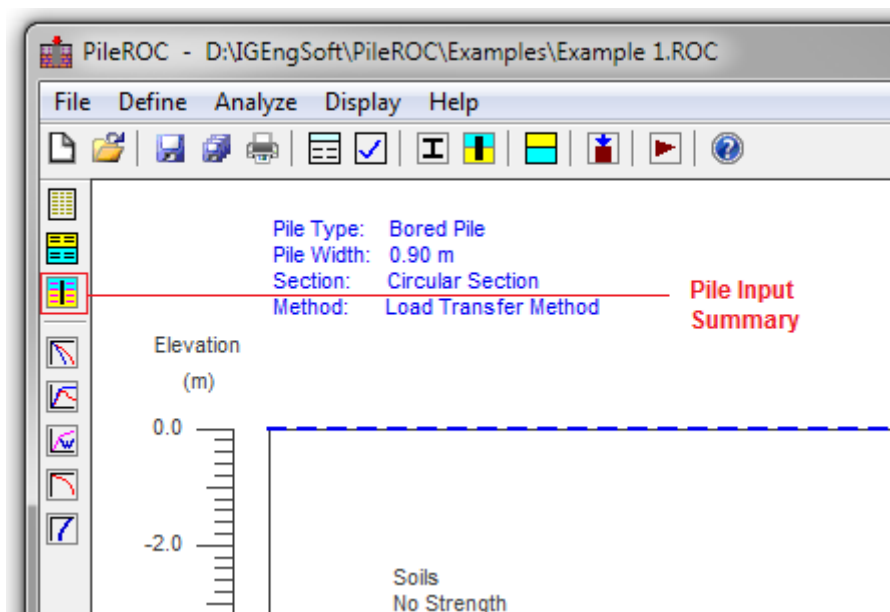 PileROC - D:\IGEngSoft\PileROC\Examples\Example 1.ROC
File Define Analyze Display Help
Pile Type: Bored Pile
Pile Width: 0.90 m
Section: Circular Section
Method: Load Transfer Method
Pile Input
Summary
Elevation
(m)
0.0
-2.0
Soils
No Strength